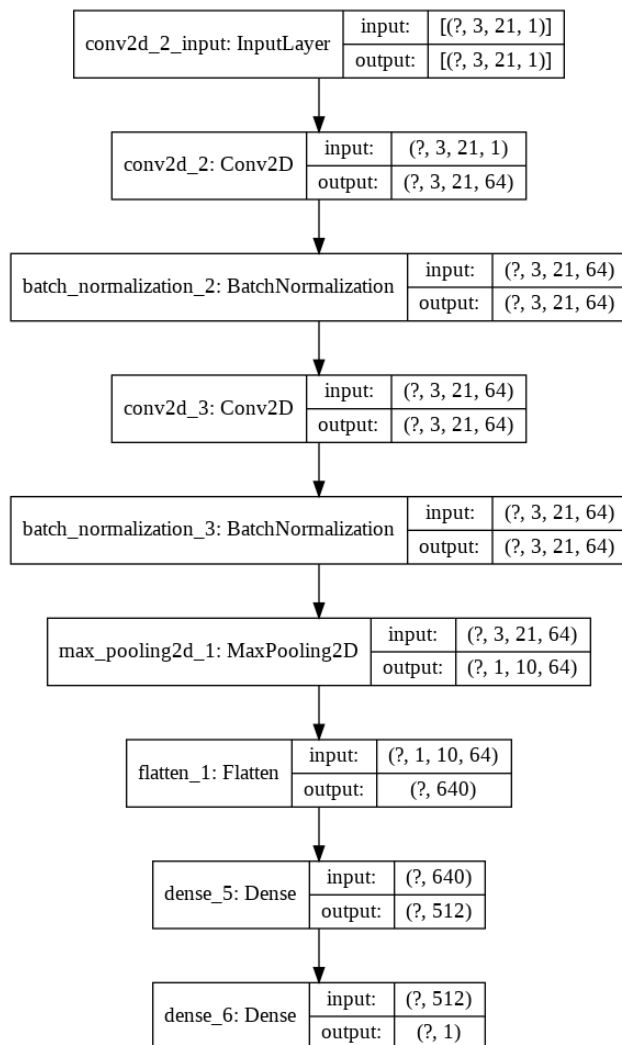 conv2d_2_input: InputLayer
input:
[(?, 3, 21, 1)]
output:
[(?, 3, 21, 1)]
conv2d_2: Conv2D
input:
(?, 3, 21, 1)
output:
(?, 3, 21, 64)
batch_normalization_2: BatchNormalization
input:
(?, 3, 21, 64)
output:
(?, 3, 21, 64)
conv2d_3: Conv2D
input:
(?, 3, 21, 64)
output:
(?, 3, 21, 64)
batch_normalization_3: BatchNormalization
input:
(?, 3, 21, 64)
output:
(?, 3, 21, 64)
max_pooling2d_1: MaxPooling2D
input:
(?, 3, 21, 64)
output:
(?, 1, 10, 64)
flatten_1: Flatten
input:
(?, 1, 10, 64)
output:
(?, 640)
dense_5: Dense
input:
(?, 640)
output:
(?, 512)
dense_6: Dense
input:
(?, 512)
output:
(?, 1)